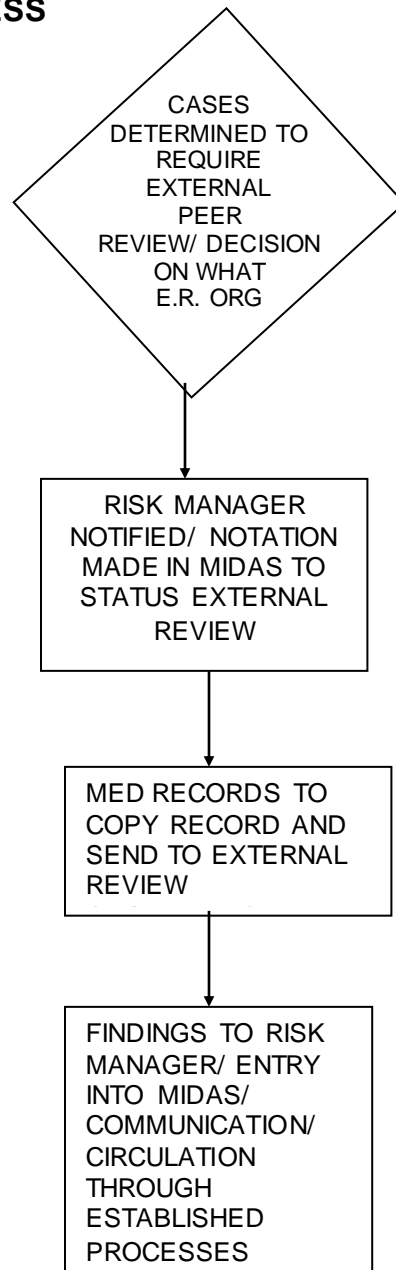 ESS
CASES
DETERMINED TO
REQUIRE
EXTERNAL
PEER
REVIEW/ DECISION
ON WHAT
E.R. ORG
RISK MANAGER
NOTIFIED/ NOTATION
MADE IN MIDAS TO
STATUS EXTERNAL
REVIEW
MED RECORDS TO
COPY RECORD AND
SEND TO EXTERNAL
REVIEW
FINDINGS TO RISK
MANAGER/ ENTRY
INTO MIDAS/
COMMUNICATION/
CIRCULATION
THROUGH
ESTABLISHED
PROCESSES